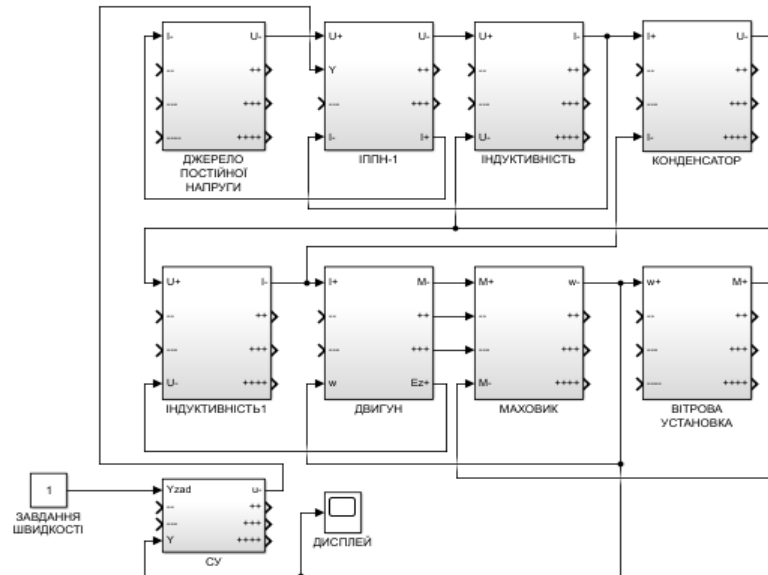 I- U-
-- ++
--- +++
---- ++++
ДЖЕРЕЛО
ПОСТІЙНОЇ
НАПРУГИ
U+ U-
Y ++
--- +++
I- I+
ІППН-1
U+ I-
-- ++
--- +++
U- ++++
ІНДУКТИВНІСТЬ
I+ U-
-- ++
--- +++
I- ++++
КОНДЕНСАТОР
U+ I-
-- ++
--- +++
U- ++++
ІНДУКТИВНІСТЬ1
I+ M-
-- ++
--- +++
w Ez+
ДВИГУН
M+ w-
-- ++
--- +++
M- ++++
МАХОВИК
w+ M+
-- ++
--- +++
---- ++++
ВІТРОВА
УСТАНОВКА
1
ЗАВДАННЯ
ШВИДКОСТІ
Yzad u-
-- ++
--- +++
Y ++++
СУ
ДИСПЛЕЙ